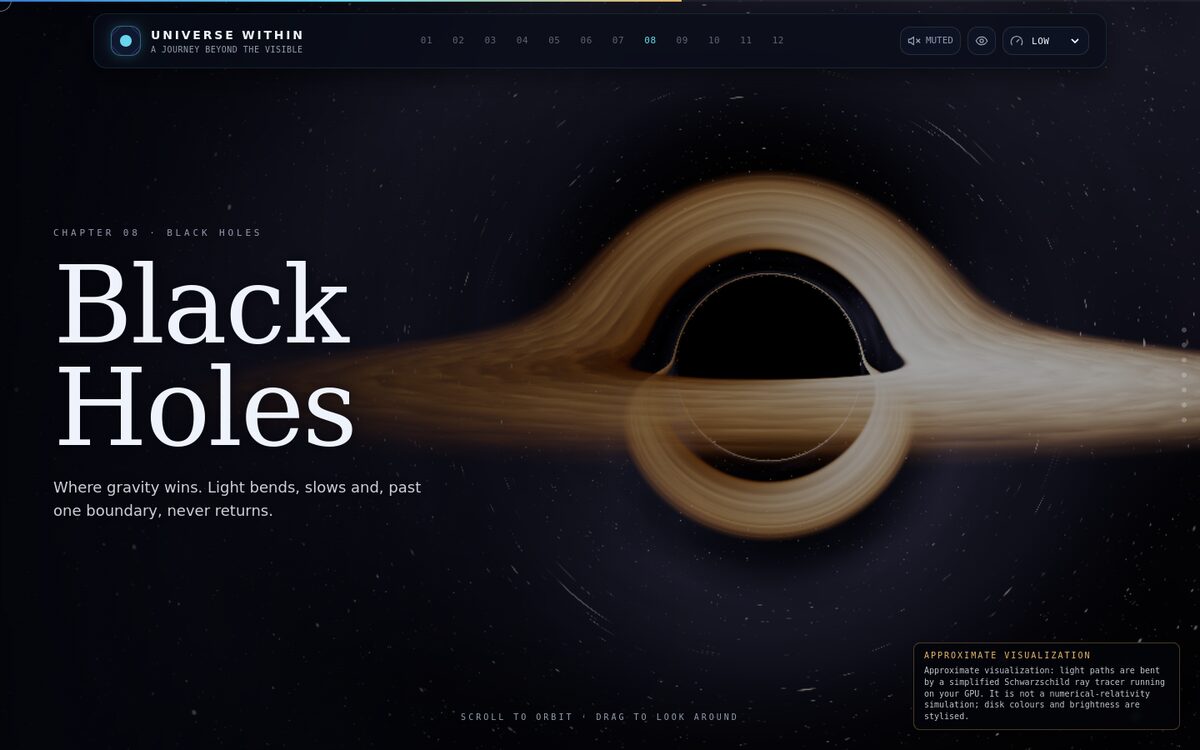 UNIVERSE WITHIN
A JOURNEY BEYOND THE VISIBLE
01 02 03 04 05 06 07 08 09 10 11 12
MUTED
LOW
CHAPTER 08 · BLACK HOLES
Black
Holes
Where gravity wins. Light bends, slows and, past
one boundary, never returns.
SCROLL TO ORBIT · DRAG TO LOOK AROUND
APPROXIMATE VISUALIZATION
Approximate visualization: light paths are bent
by a simplified Schwarzschild ray tracer running
on your GPU. It is not a numerical-relativity
simulation; disk colours and brightness are
stylised.